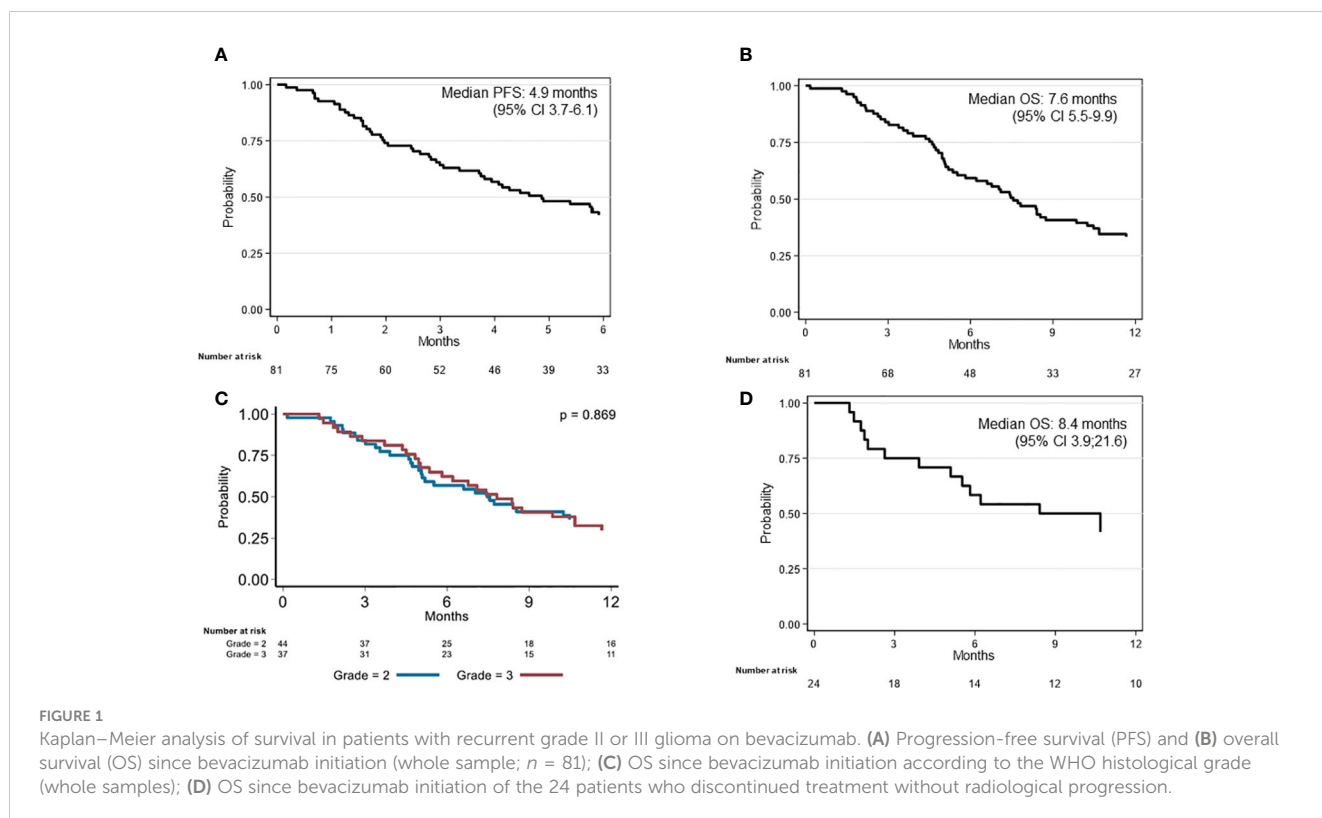 A
Median PFS: 4.9 months
(95% CI 3.7-6.1)
1.00
0.75
0.50
0.25
0.00
Probability
0 1 2 3 4 5 6
Months
Number at risk
81 75 60 52 46 39 33
B
Median OS: 7.6 months
(95% CI 5.5-9.9)
1.00
0.75
0.50
0.25
0.00
Probability
0 3 6 9 12
Months
Number at risk
81 68 48 33 27
C
p = 0.869
1.00
0.75
0.50
0.25
0.00
Probability
0 3 6 9 12
Months
Number at risk
Grade = 2 44 37 25 18 16
Grade = 3 37 31 23 15 11
Grade = 2 Grade = 3
D
Median OS: 8.4 months
(95% CI 3.9;21.6)
1.00
0.75
0.50
0.25
0.00
Probability
0 3 6 9 12
Months
Number at risk
24 18 14 12 10
FIGURE 1
Kaplan–Meier analysis of survival in patients with recurrent grade II or III glioma on bevacizumab. (A) Progression-free survival (PFS) and (B) overall
survival (OS) since bevacizumab initiation (whole sample; n = 81); (C) OS since bevacizumab initiation according to the WHO histological grade
(whole samples); (D) OS since bevacizumab initiation of the 24 patients who discontinued treatment without radiological progression.